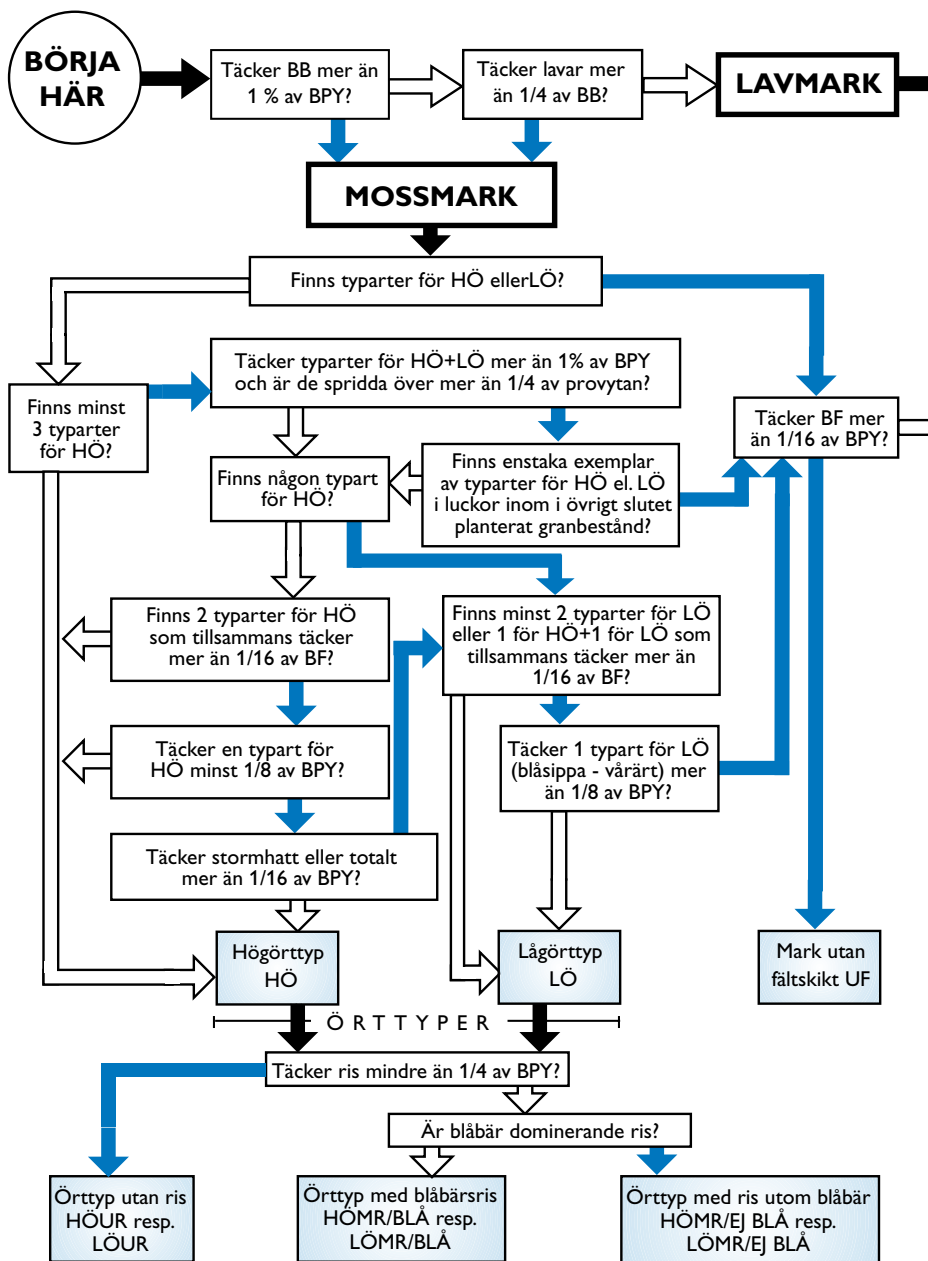 BÖRJA
HÄR
Täcker BB mer än
1 % av BPY?
Täcker lavar mer
än 1/4 av BB?
LAVMARK
MOSSMARK
Finns typarter för HÖ ellerLÖ?
Täcker typarter för HÖ+LÖ mer än 1% av BPY
och är de spridda över mer än 1/4 av provytan?
Finns minst
3 typarter
för HÖ?
Täcker BF mer
än 1/16 av BPY?
Finns någon typart
för HÖ?
Finns enstaka exemplar
av typarter för HÖ el. LÖ
i luckor inom i övrigt slutet
planterat granbestånd?
Finns 2 typarter för HÖ
som tillsammans täcker
mer än 1/16 av BF?
Finns minst 2 typarter för LÖ
eller 1 för HÖ+1 för LÖ som
tillsammans täcker mer än
1/16 av BF?
Täcker en typart för
HÖ minst 1/8 av BPY?
Täcker 1 typart för LÖ
(blåsippa - vårärt) mer
än 1/8 av BPY?
Täcker stormhatt eller totalt
mer än 1/16 av BPY?
Högörttyp
HÖ
Lågörttyp
LÖ
Mark utan
fältskikt UF
ÖRTTYPER
Täcker ris mindre än 1/4 av BPY?
Är blåbär dominerande ris?
Örttyp utan ris
HÖUR resp.
LÖUR
Örttyp med blåbärsris
HÖMR/BLÅ resp.
LÖMR/BLÅ
Örttyp med ris utom blåbär
HÖMR/EJ BLÅ resp.
LÖMR/EJ BLÅ